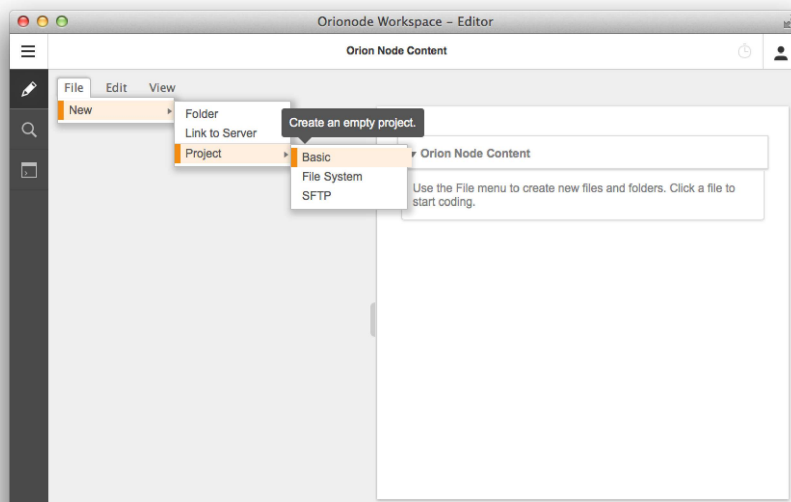 Orionode Workspace – Editor
Orion Node Content
File Edit View
New
Folder
Link to Server
Project
Create an empty project.
Basic
File System
SFTP
Orion Node Content
Use the File menu to create new files and folders. Click a file to
start coding.